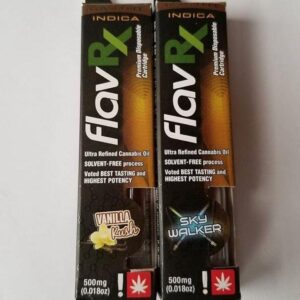 INDICA
flavRX
Premium Disposable
Cartridge
Ultra Refined Cannabis Oil
SOLVENT-FREE process
Voted BEST TASTING and
HIGHEST POTENCY
VANILLA
Kush
500mg
(0.018oz)
!
INDICA
flavRX
Premium Disposable
Cartridge
Ultra Refined Cannabis Oil
SOLVENT-FREE process
Voted BEST TASTING and
HIGHEST POTENCY
SKY
WALKER
500mg
(0.018oz)
!